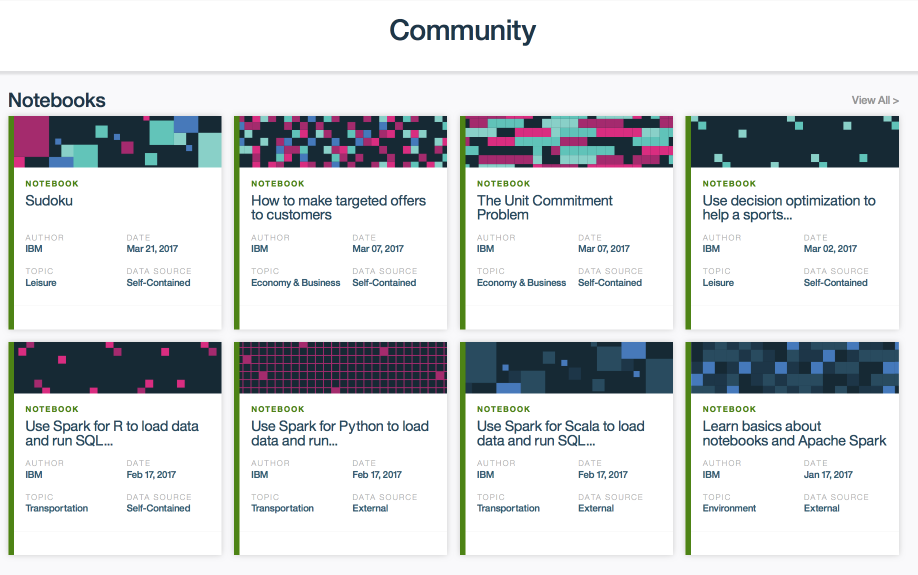 Community
Notebooks
View All >
NOTEBOOK
Sudoku
AUTHOR
IBM
DATE
Mar 21, 2017
TOPIC
Leisure
DATA SOURCE
Self-Contained
NOTEBOOK
How to make targeted offers
to customers
AUTHOR
IBM
DATE
Mar 07, 2017
TOPIC
Economy & Business
DATA SOURCE
Self-Contained
NOTEBOOK
The Unit Commitment
Problem
AUTHOR
IBM
DATE
Mar 07, 2017
TOPIC
Economy & Business
DATA SOURCE
Self-Contained
NOTEBOOK
Use decision optimization to
help a sports...
AUTHOR
IBM
DATE
Mar 02, 2017
TOPIC
Leisure
DATA SOURCE
Self-Contained
NOTEBOOK
Use Spark for R to load data
and run SQL...
AUTHOR
IBM
DATE
Feb 17, 2017
TOPIC
Transportation
DATA SOURCE
Self-Contained
NOTEBOOK
Use Spark for Python to load
data and run...
AUTHOR
IBM
DATE
Feb 17, 2017
TOPIC
Transportation
DATA SOURCE
External
NOTEBOOK
Use Spark for Scala to load
data and run SQL...
AUTHOR
IBM
DATE
Feb 17, 2017
TOPIC
Transportation
DATA SOURCE
External
NOTEBOOK
Learn basics about
notebooks and Apache Spark
AUTHOR
IBM
DATE
Jan 17, 2017
TOPIC
Environment
DATA SOURCE
External